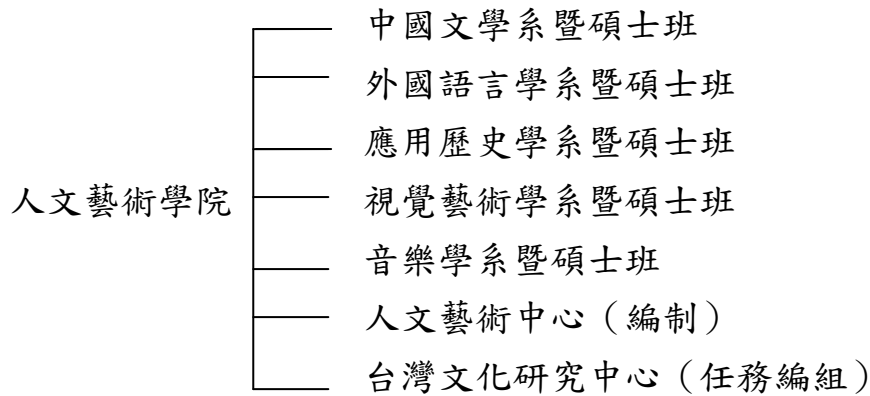 中國文學系暨碩士班
外國語言學系暨碩士班
應用歷史學系暨碩士班
人文藝術學院
視覺藝術學系暨碩士班
音樂學系暨碩士班
人文藝術中心（編制）
台灣文化研究中心（任務編組）